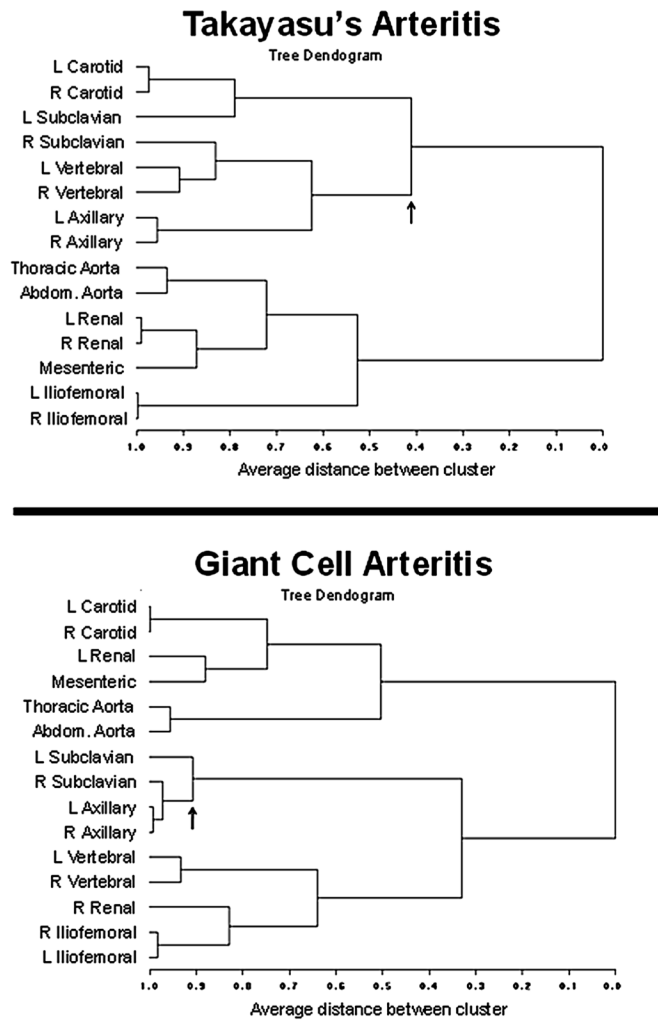 Takayasu's Arteritis
Tree Dendogram
L Carotid
R Carotid
L Subclavian
R Subclavian
L Vertebral
R Vertebral
L Axillary
R Axillary
Thoracic Aorta
Abdom. Aorta
L Renal
R Renal
Mesenteric
L Iliofemoral
R Iliofemoral
1.0 0.9 0.8 0.7 0.6 0.5 0.4 0.3 0.2 0.1 0.0
Average distance between cluster
Giant Cell Arteritis
Tree Dendogram
L Carotid
R Carotid
L Renal
Mesenteric
Thoracic Aorta
Abdom. Aorta
L Subclavian
R Subclavian
L Axillary
R Axillary
L Vertebral
R Vertebral
R Renal
R Iliofemoral
L Iliofemoral
1.0 0.9 0.8 0.7 0.6 0.5 0.4 0.3 0.2 0.1 0.0
Average distance between cluster